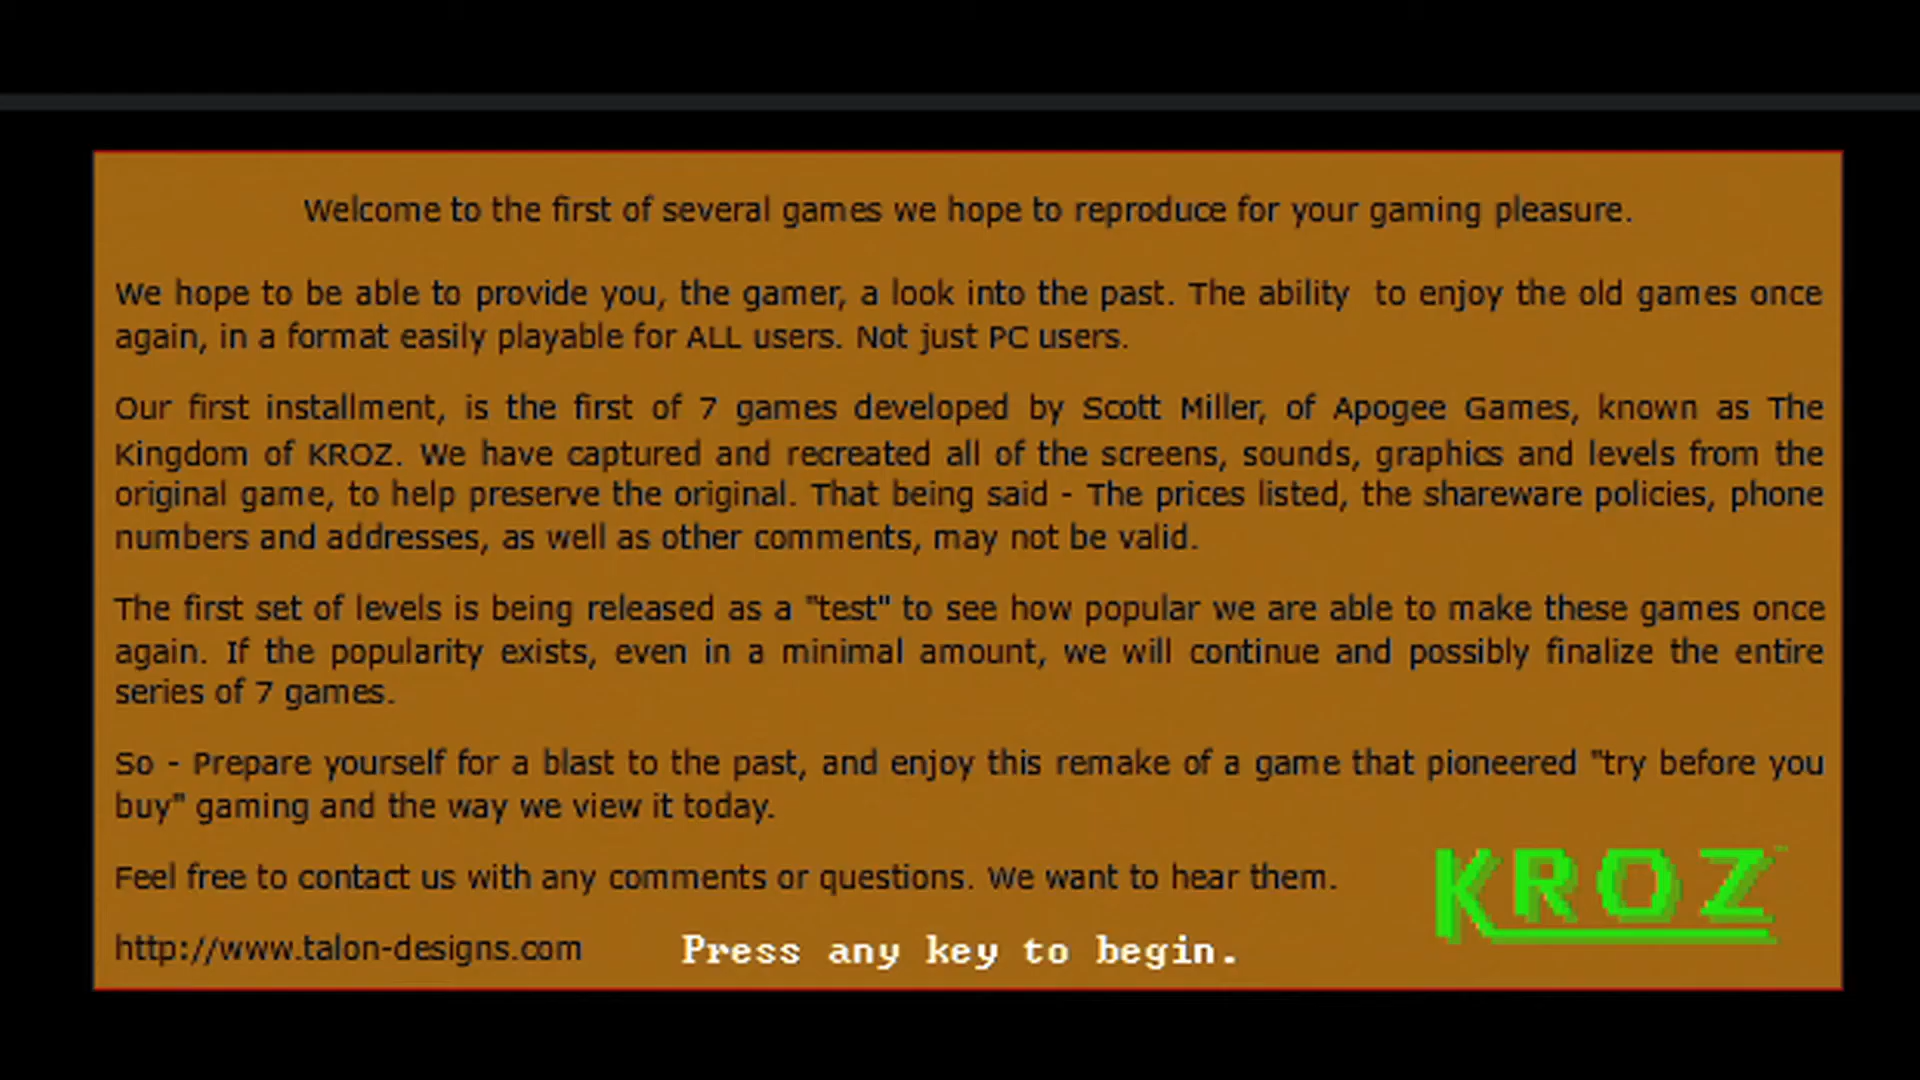 Welcome to the first of several games we hope to reproduce for your gaming pleasure.
We hope to be able to provide you, the gamer, a look into the past. The ability  to enjoy the old games once
again, in a format easily playable for ALL users. Not just PC users.
Our first installment, is the first of 7 games developed by Scott Miller, of Apogee Games, known as The
Kingdom of KROZ. We have captured and recreated all of the screens, sounds, graphics and levels from the
original game, to help preserve the original. That being said - The prices listed, the shareware policies, phone
numbers and addresses, as well as other comments, may not be valid.
The first set of levels is being released as a "test" to see how popular we are able to make these games once
again. If the popularity exists, even in a minimal amount, we will continue and possibly finalize the entire
series of 7 games.
So - Prepare yourself for a blast to the past, and enjoy this remake of a game that pioneered "try before you
buy" gaming and the way we view it today.
Feel free to contact us with any comments or questions. We want to hear them.
KROZ™
http://www.talon-designs.com
Press any key to begin.